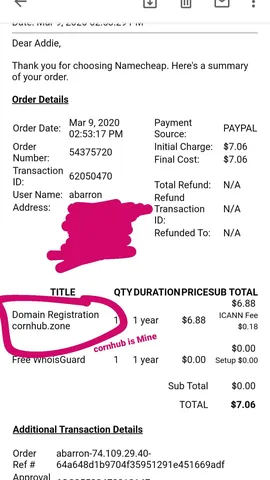 Date: Mar 9, 2020 02:53:29 PM
Dear Addie,
Thank you for choosing Namecheap. Here's a summary
of your order.
Order Details
Order Date: Mar 9, 2020 02:53:17 PM
Order Number: 54375720
Transaction ID: 62050470
User Name: abarron
Address:
Payment Source: PAYPAL
Initial Charge: $7.06
Final Cost: $7.06
Total Refund: N/A
Refund Transaction ID: N/A
Refunded To: N/A
TITLE QTY DURATION PRICE SUB TOTAL
Domain Registration
cornhub.zone
1 1 year $6.88
$6.88
ICANN Fee
$0.18
cornhub is Mine
Free WhoisGuard 1 1 year $0.00
$0.00
Setup $0.00
Sub Total $0.00
TOTAL $7.06
Additional Transaction Details
Order Ref # abarron-74.109.29.40-
64a648d1b9704f35951291e451669adf
Approval